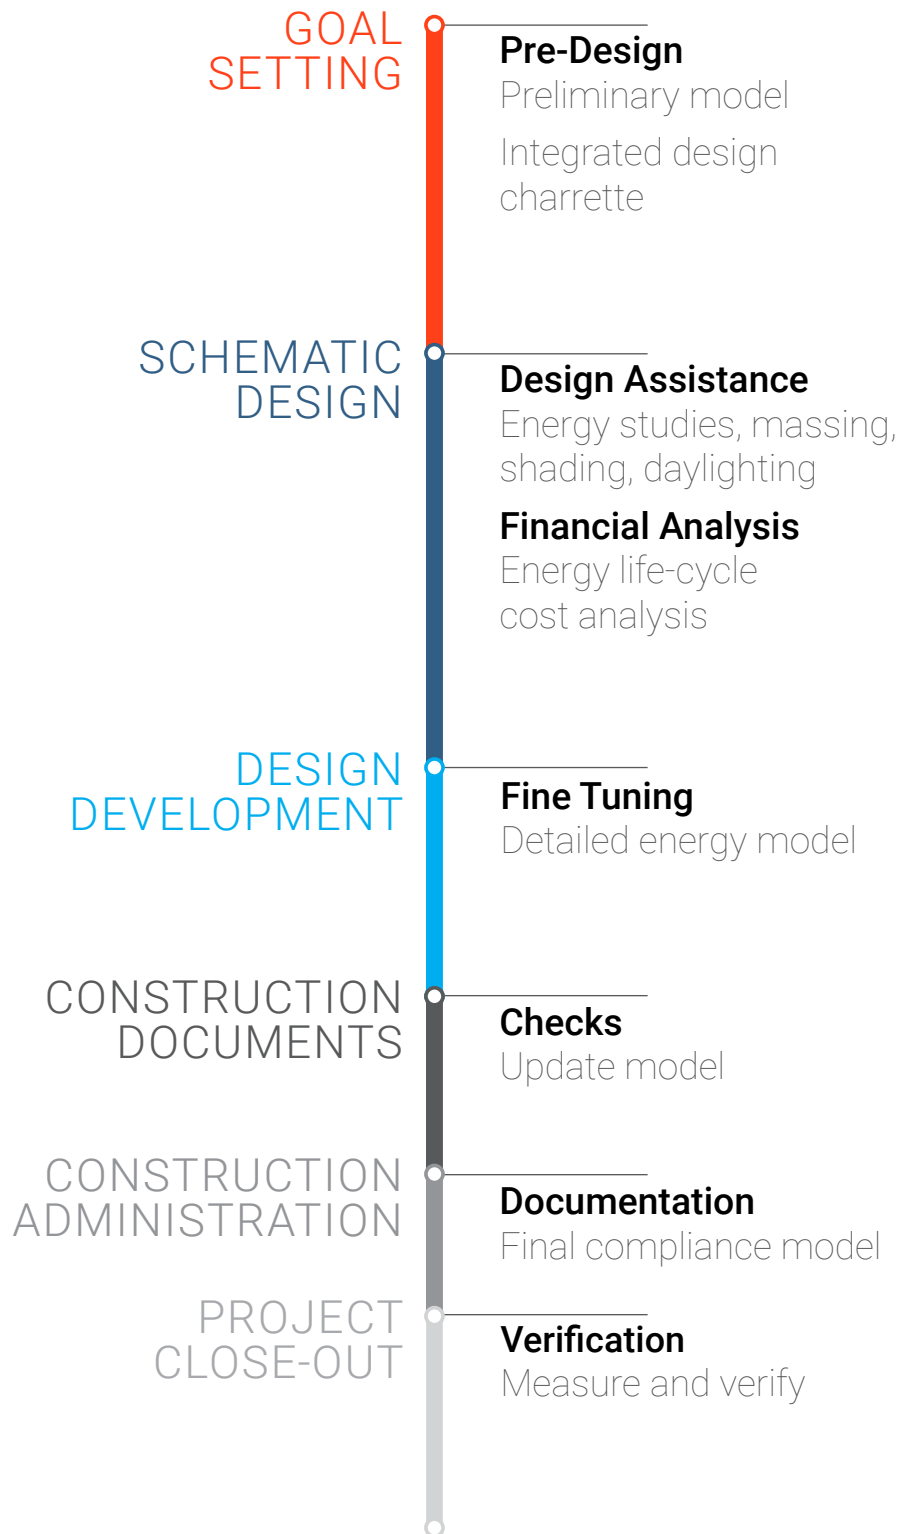 GOAL
SETTING
Pre-Design
Preliminary model
Integrated design
charrette
SCHEMATIC
DESIGN
Design Assistance
Energy studies, massing,
shading, daylighting
Financial Analysis
Energy life-cycle
cost analysis
DESIGN
DEVELOPMENT
Fine Tuning
Detailed energy model
CONSTRUCTION
DOCUMENTS
Checks
Update model
CONSTRUCTION
ADMINISTRATION
Documentation
Final compliance model
PROJECT
CLOSE-OUT
Verification
Measure and verify